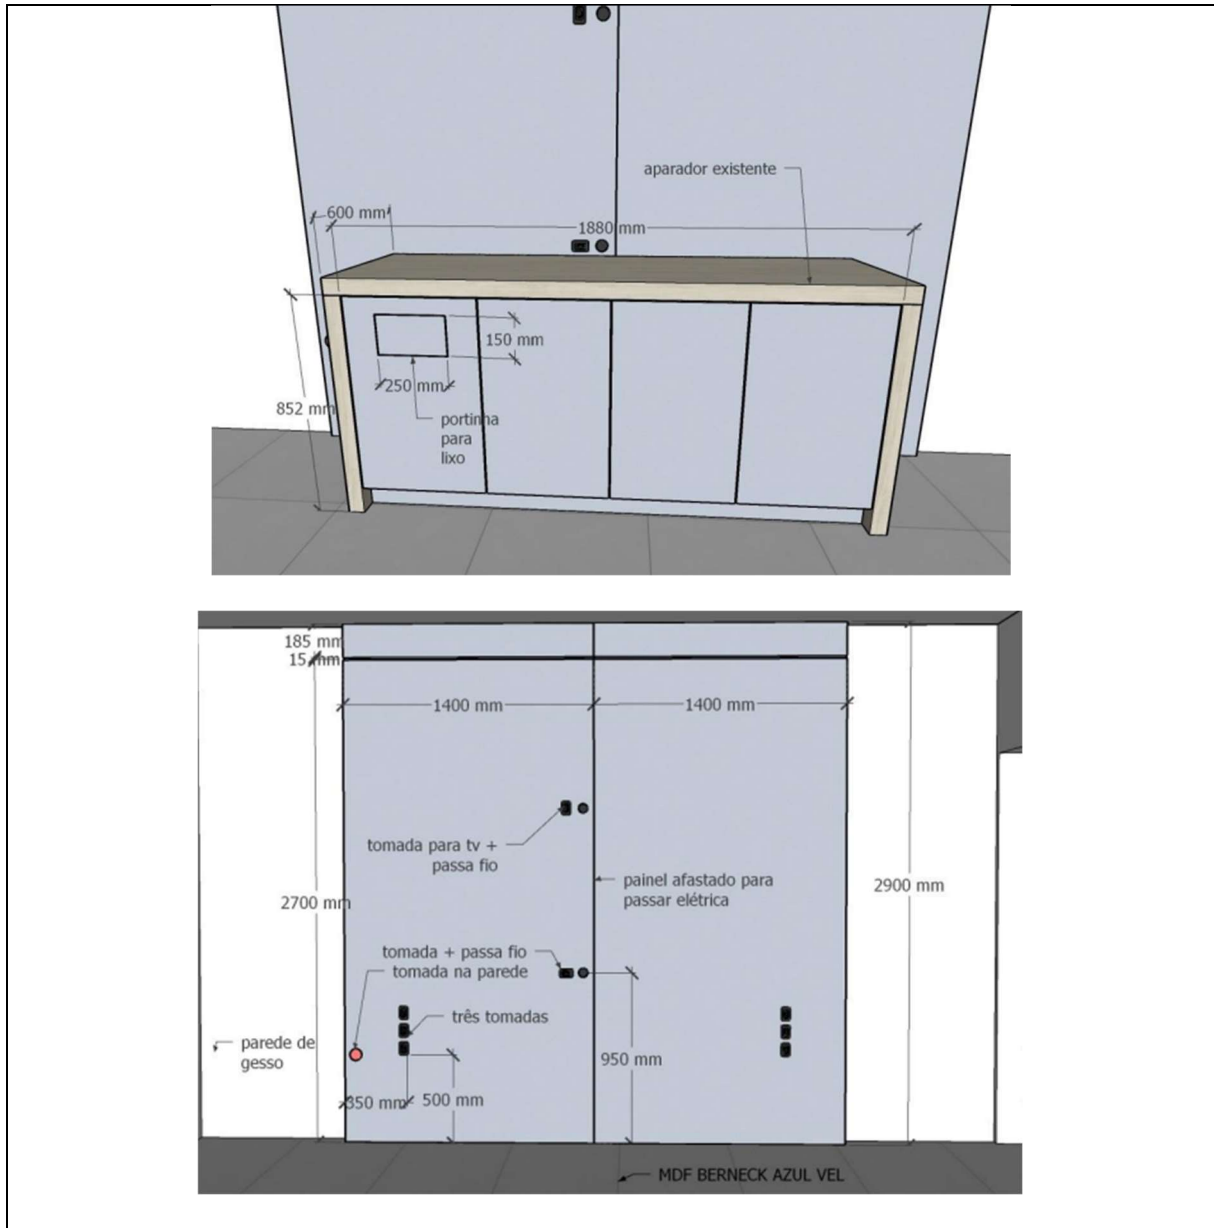 aparador existente
600 mm
1880 mm
150 mm
250 mm
852 mm
portinha
para
lixo
185 mm
15 mm
1400 mm
1400 mm
tomada para tv +
passa fio
painel afastado para
passar elétrica
2900 mm
2700 mm
tomada + passa fio
tomada na parede
três tomadas
parede de
gesso
950 mm
350 mm
500 mm
MDF BERNECK AZUL VEL